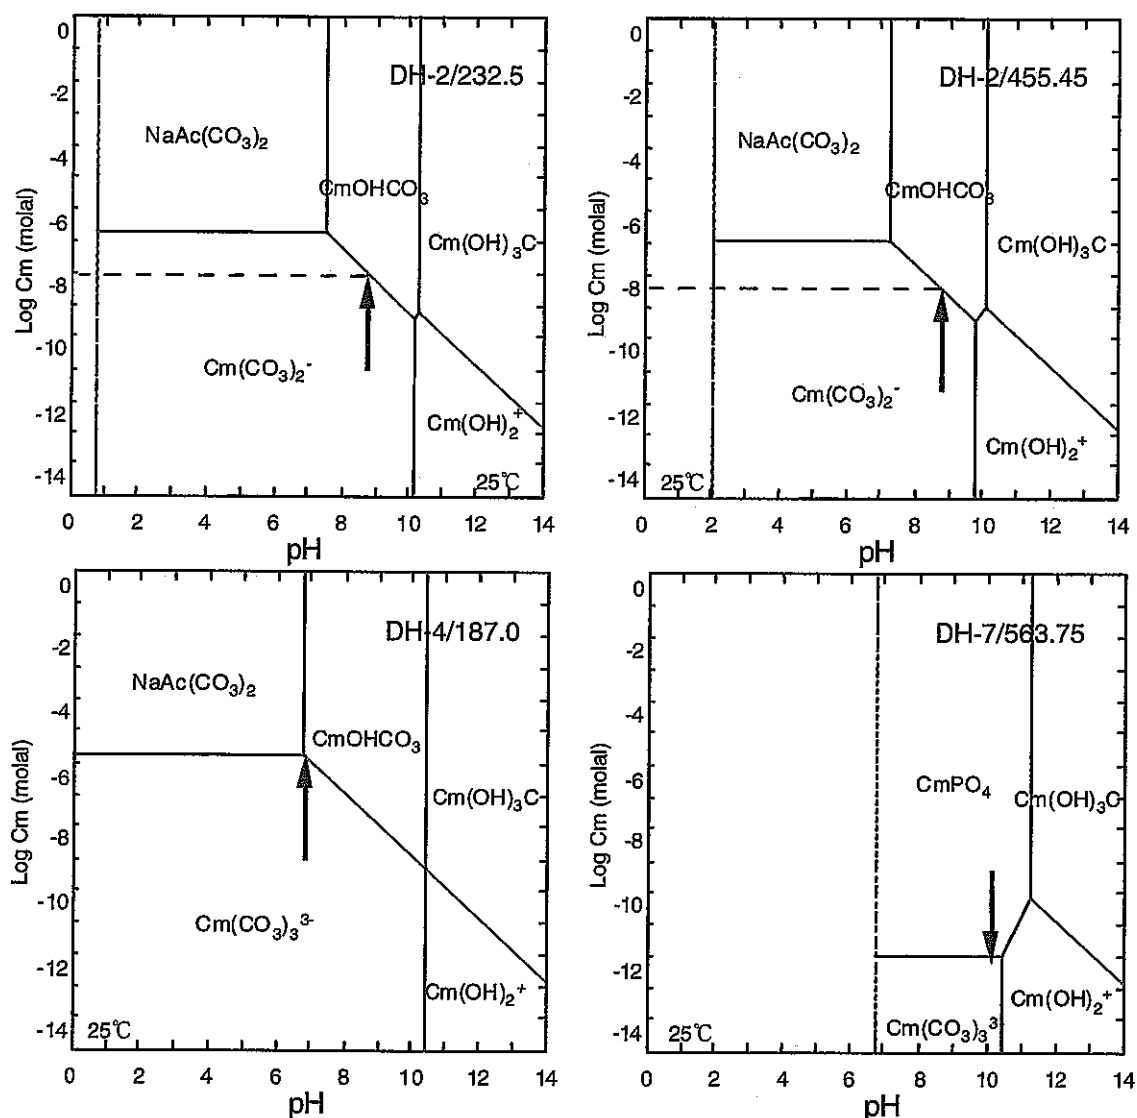 DH-2/232.5
NaAc(CO₃)₂
CmOHCO₃
Cm(OH)₃C
Cm(CO₃)₂⁻
Cm(OH)₂⁺
25℃
Log Cm (molal)
0
-2
-4
-6
-8
-10
-12
-14
0 2 4 6 8 10 12 14
pH
DH-2/455.45
NaAc(CO₃)₂
CmOHCO₃
Cm(OH)₃C
Cm(CO₃)₂⁻
Cm(OH)₂⁺
25℃
Log Cm (molal)
0
-2
-4
-6
-8
-10
-12
-14
0 2 4 6 8 10 12 14
pH
DH-4/187.0
NaAc(CO₃)₂
CmOHCO₃
Cm(OH)₃C
Cm(CO₃)₃³⁻
Cm(OH)₂⁺
25℃
Log Cm (molal)
0
-2
-4
-6
-8
-10
-12
-14
0 2 4 6 8 10 12 14
pH
DH-7/563.75
CmPO₄
Cm(OH)₃C
Cm(CO₃)₃³
Cm(OH)₂⁺
25℃
Log Cm (molal)
0
-2
-4
-6
-8
-10
-12
-14
0 2 4 6 8 10 12 14
pH